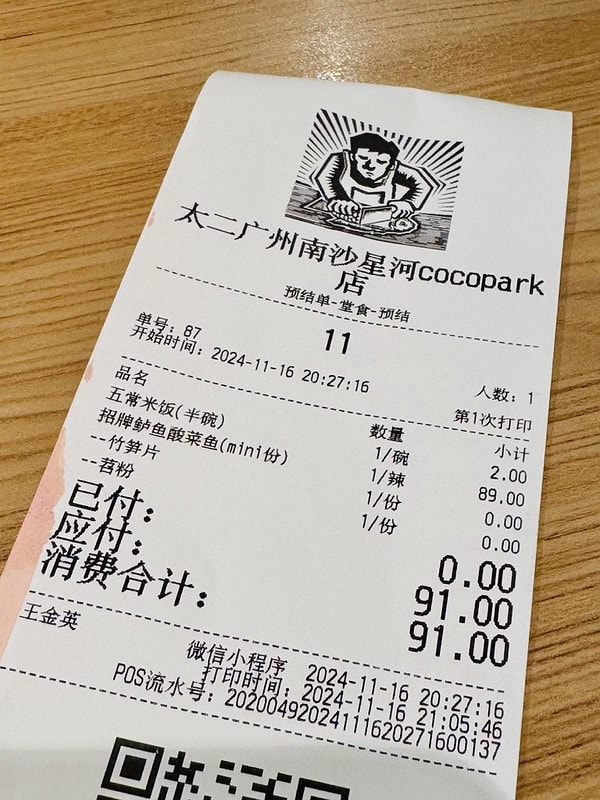 太二广州南沙星河cocopark
店
预结单-堂食-预结
11
单号: 87
开始时间: 2024-11-16 20:27:16
人数: 1
第1次打印
品名 数量 小计
五常米饭(半碗) 1/碗 2.00
招牌鲈鱼酸菜鱼(mini份) 1/辣 89.00
--竹笋片 1/份 0.00
--苕粉 1/份 0.00
已付: 0.00
应付: 91.00
消费合计: 91.00
王金英
微信小程序 2024-11-16 20:27:16
打印时间: 2024-11-16 21:05:46
POS流水号: 20200492024111620271600137